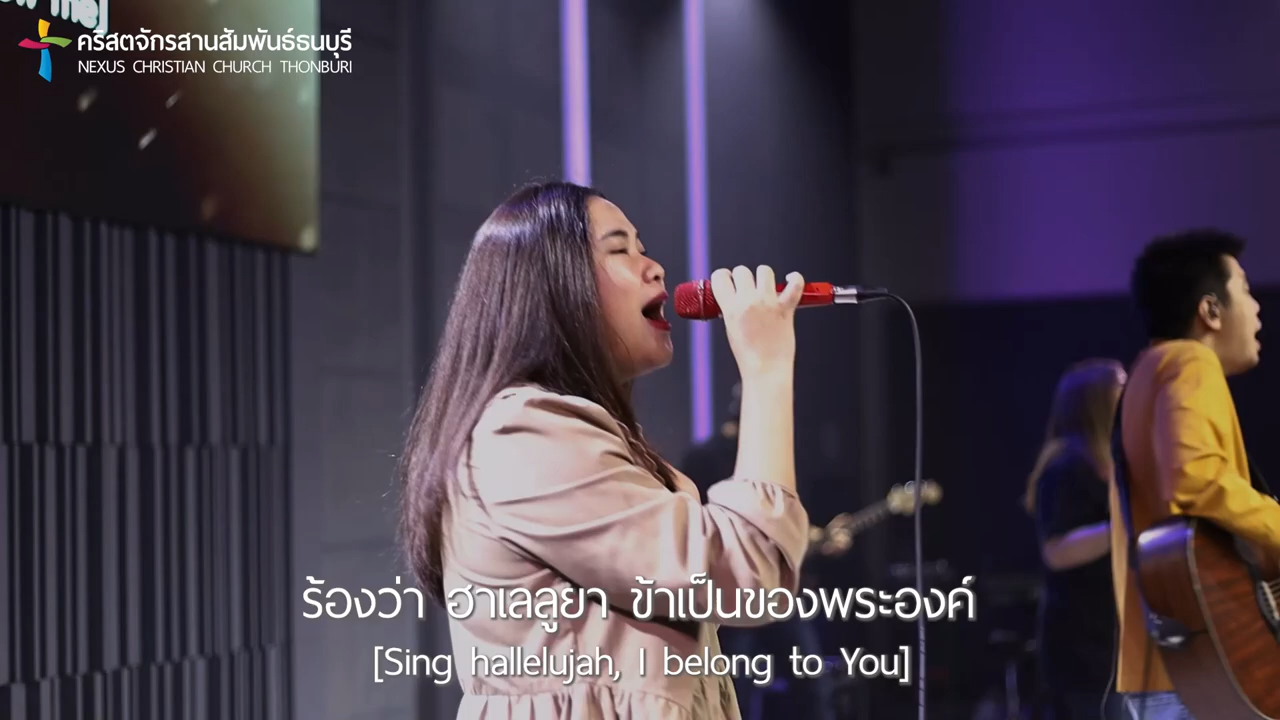 คริสตจักรสานสัมพันธ์ธนบุรี
NEXUS CHRISTIAN CHURCH THONBURI
ร้องว่า ฮาเลลูยา ข้าเป็นของพระองค์
[Sing hallelujah, I belong to You]